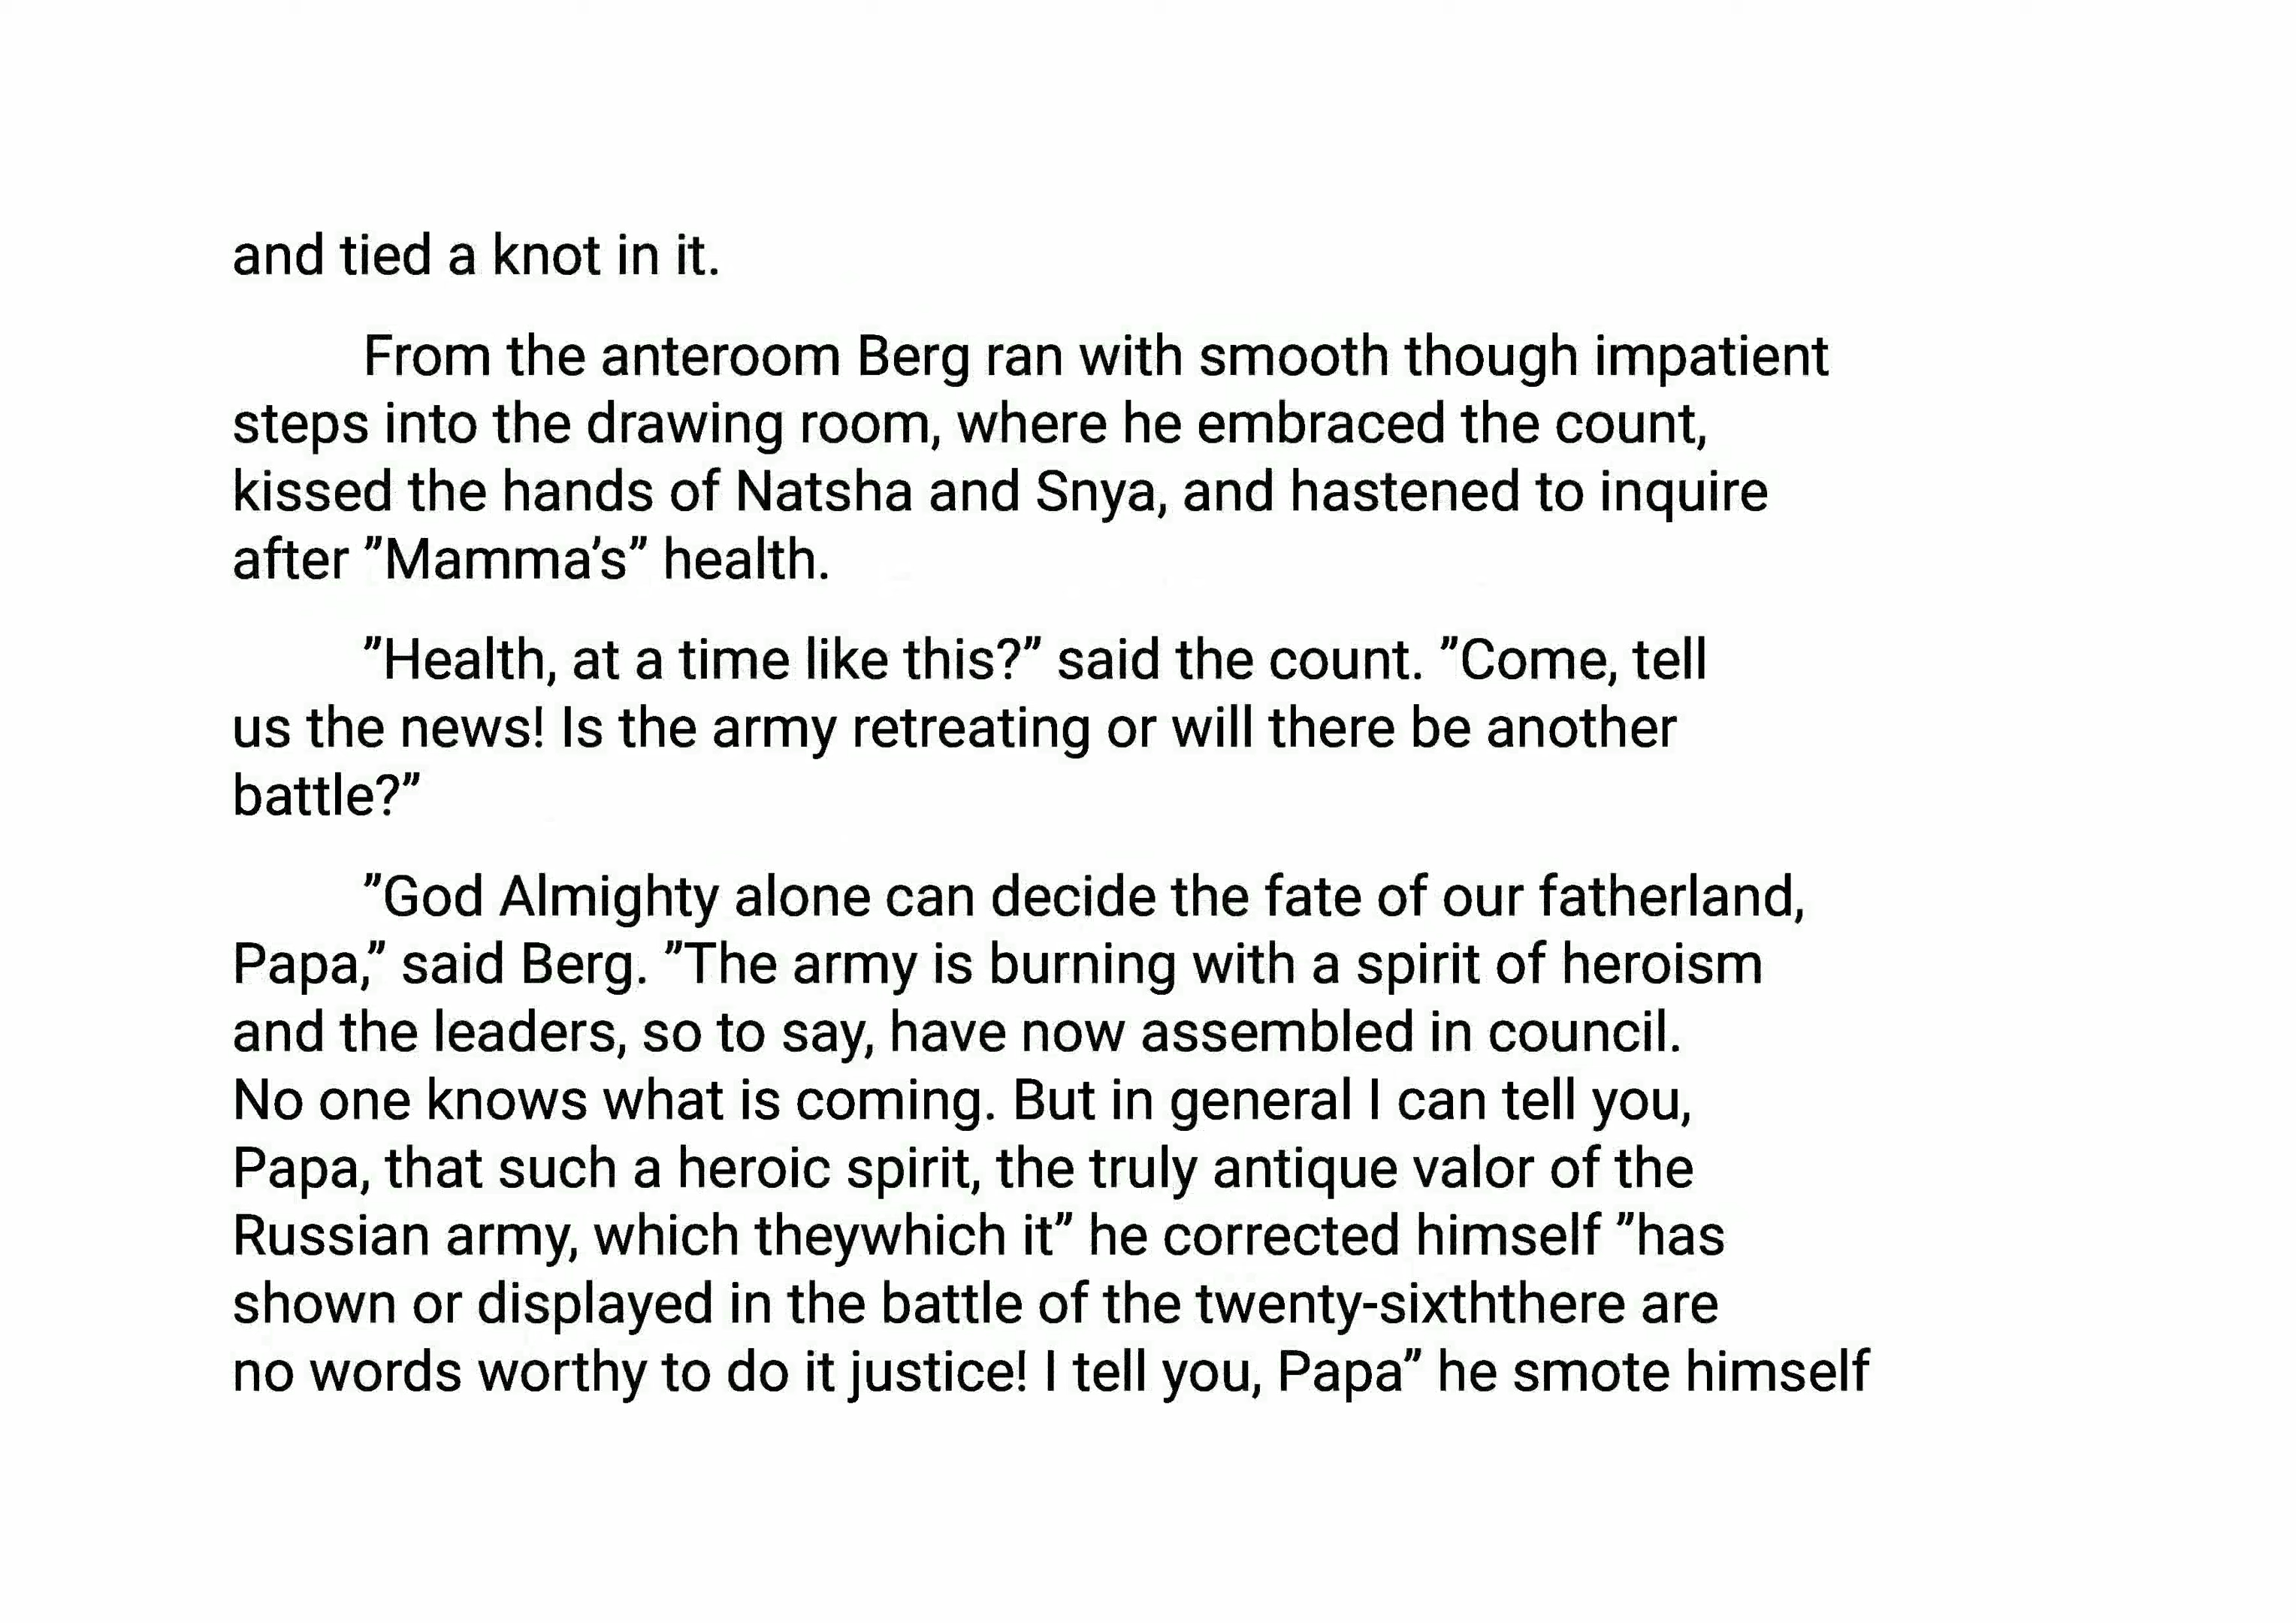 and tied a knot in it.
From the anteroom Berg ran with smooth though impatient
steps into the drawing room, where he embraced the count,
kissed the hands of Natsha and Snya, and hastened to inquire
after ”Mamma’s” health.
”Health, at a time like this?” said the count. ”Come, tell
us the news! Is the army retreating or will there be another
battle?”
”God Almighty alone can decide the fate of our fatherland,
Papa,” said Berg. ”The army is burning with a spirit of heroism
and the leaders, so to say, have now assembled in council.
No one knows what is coming. But in general I can tell you,
Papa, that such a heroic spirit, the truly antique valor of the
Russian army, which theywhich it” he corrected himself ”has
shown or displayed in the battle of the twenty-sixththere are
no words worthy to do it justice! I tell you, Papa” he smote himself